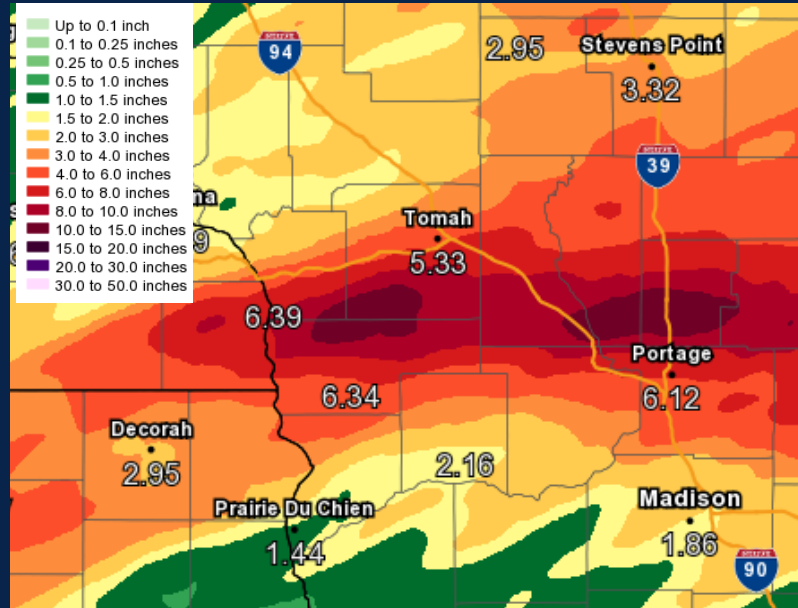 Up to 0.1 inch
0.1 to 0.25 inches
0.25 to 0.5 inches
0.5 to 1.0 inches
1.0 to 1.5 inches
1.5 to 2.0 inches
2.0 to 3.0 inches
3.0 to 4.0 inches
4.0 to 6.0 inches
6.0 to 8.0 inches
8.0 to 10.0 inches
10.0 to 15.0 inches
15.0 to 20.0 inches
20.0 to 30.0 inches
30.0 to 50.0 inches
94
2.95
Stevens Point
3.32
39
na
9
Tomah
5.33
6.39
Portage
6.12
6.34
Decorah
2.95
2.16
Prairie Du Chien
1.44
Madison
1.86
90